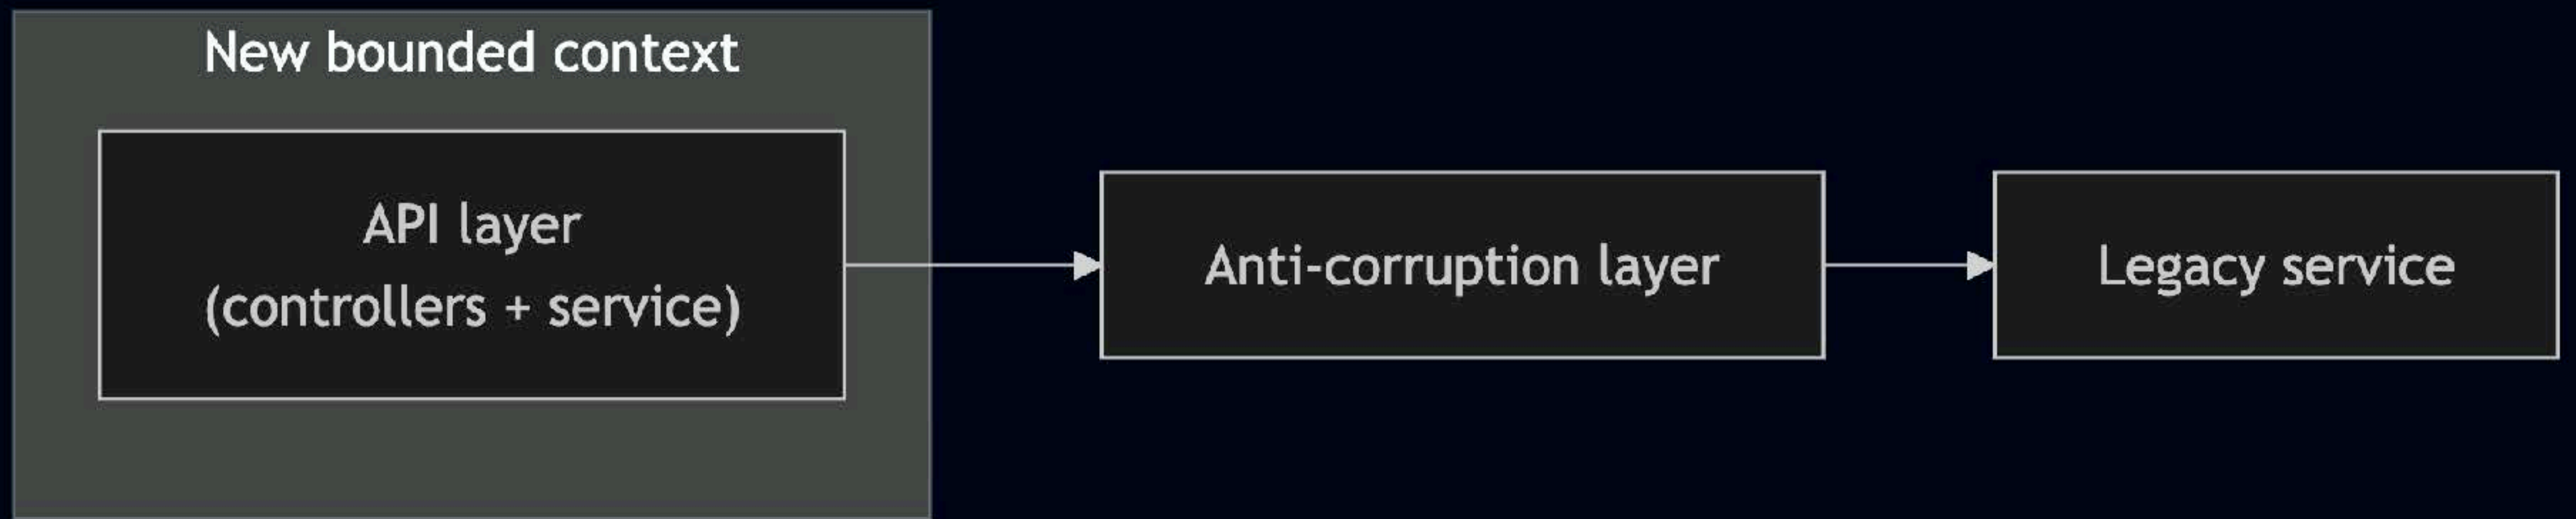 New bounded context
API layer
(controllers + service)
Anti-corruption layer
Legacy service